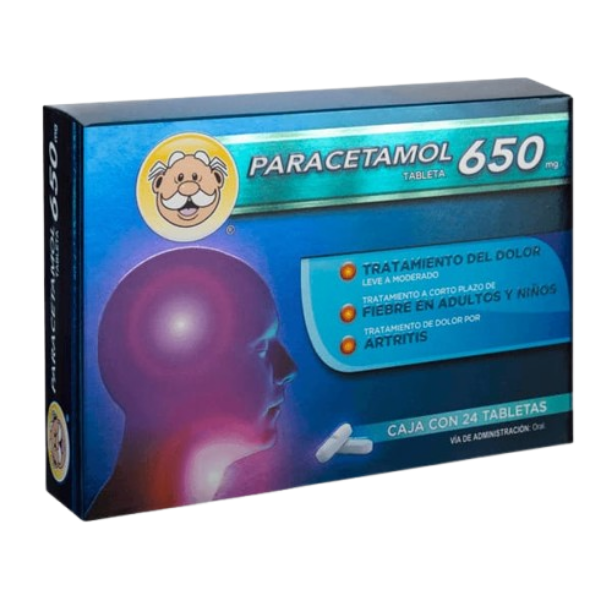 PARACETAMOL 650 mg
TABLETA
®
TRATAMIENTO DEL DOLOR
LEVE A MODERADO
TRATAMIENTO A CORTO PLAZO DE
FIEBRE EN ADULTOS Y NIÑOS
TRATAMIENTO DE DOLOR POR
ARTRITIS
CAJA CON 24 TABLETAS
VÍA DE ADMINISTRACIÓN: Oral.
PARACETAMOL 650 mg
TABLETA